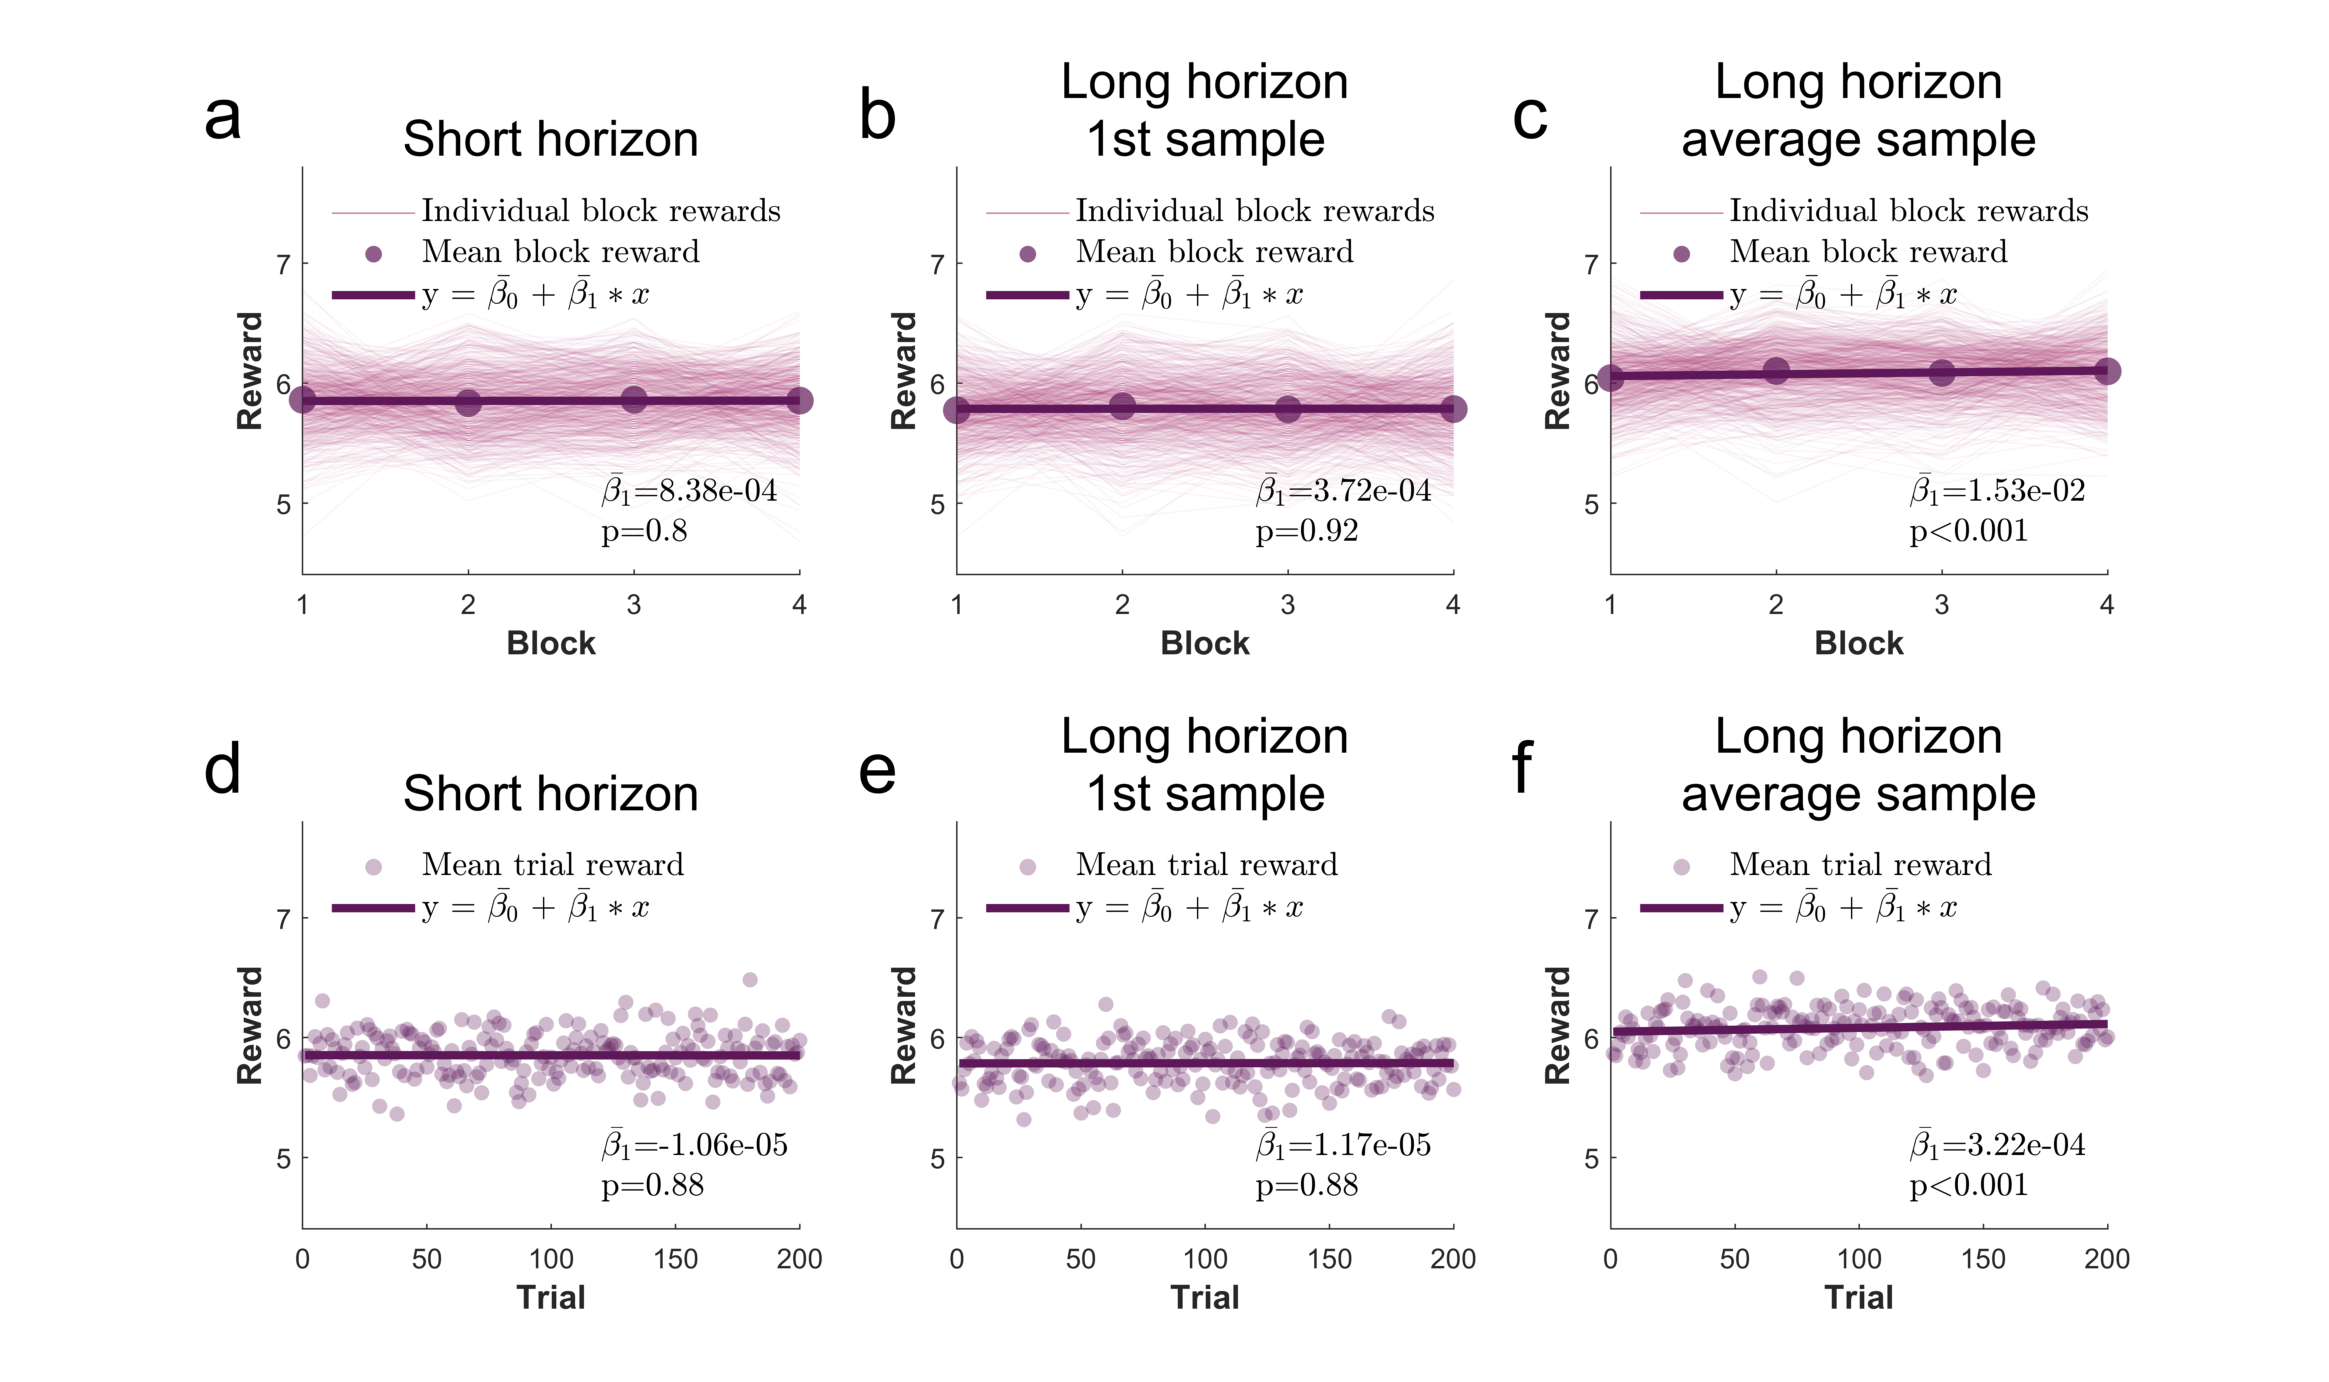 a
Short horizon
Individual block rewards
Mean block reward
y = β̄₀ + β̄₁ ∗ x
7
6
5
Reward
β̄₁=8.38e-04
p=0.8
1 2 3 4
Block
b
Long horizon
1st sample
Individual block rewards
Mean block reward
y = β̄₀ + β̄₁ ∗ x
7
6
5
Reward
β̄₁=3.72e-04
p=0.92
1 2 3 4
Block
c
Long horizon
average sample
Individual block rewards
Mean block reward
y = β̄₀ + β̄₁ ∗ x
7
6
5
Reward
β̄₁=1.53e-02
p<0.001
1 2 3 4
Block
d
Short horizon
Mean trial reward
y = β̄₀ + β̄₁ ∗ x
7
6
5
Reward
β̄₁=-1.06e-05
p=0.88
0 50 100 150 200
Trial
e
Long horizon
1st sample
Mean trial reward
y = β̄₀ + β̄₁ ∗ x
7
6
5
Reward
β̄₁=1.17e-05
p=0.88
0 50 100 150 200
Trial
f
Long horizon
average sample
Mean trial reward
y = β̄₀ + β̄₁ ∗ x
7
6
5
Reward
β̄₁=3.22e-04
p<0.001
0 50 100 150 200
Trial